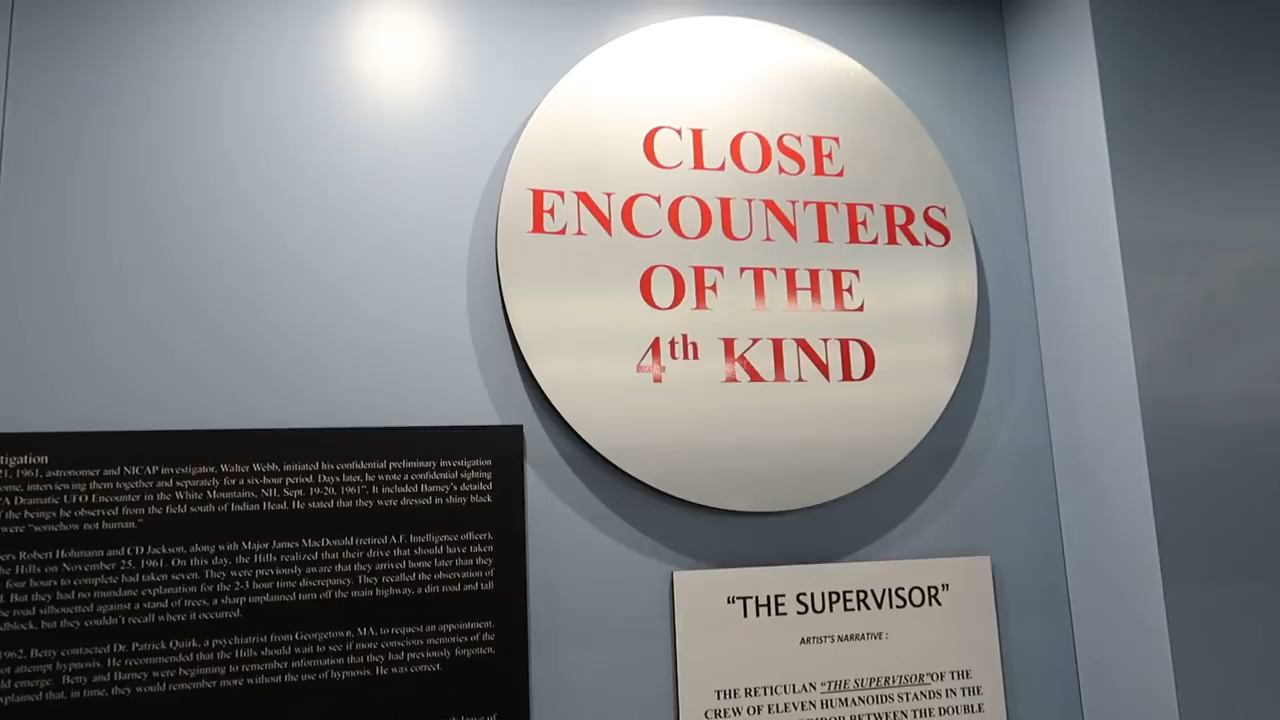 CLOSE
ENCOUNTERS
OF THE
4th KIND
tigation
21, 1961, astronomer and NICAP investigator, Walter Webb, initiated his confidential preliminary investigation
ome, interviewing them together and separately for a six-hour period. Days later, he wrote a confidential sighting
"A Dramatic UFO Encounter in the White Mountains, NH, Sept. 19-20, 1961". It included Barney's detailed
f the beings he observed from the field south of Indian Head. He stated that they were dressed in shiny black
were "somehow not human."
ers Robert Hohmann and CD Jackson, along with Major James MacDonald (retired A.F. Intelligence officer),
he Hills on November 25, 1961. On this day, the Hills realized that their drive that should have taken
four hours to complete had taken seven. They were previously aware that they arrived home later than they
d. But they had no mundane explanation for the 2-3 hour time discrepancy. They recalled the observation of
he road silhouetted against a stand of trees, a sharp unplanned turn off the main highway, a dirt road and tall
dblock, but they couldn't recall where it occurred.
1962, Betty contacted Dr. Patrick Quirk, a psychiatrist from Georgetown, MA, to request an appointment.
ot attempt hypnosis. He recommended that the Hills should wait to see if more conscious memories of the
ld emerge. Betty and Barney were beginning to remember information that they had previously forgotten,
xplained that, in time, they would remember more without the use of hypnosis. He was correct.
"THE SUPERVISOR"
ARTIST'S NARRATIVE :
THE RETICULAN "THE SUPERVISOR"OF THE
CREW OF ELEVEN HUMANOIDS STANDS IN THE
BETWEEN THE DOUBLE